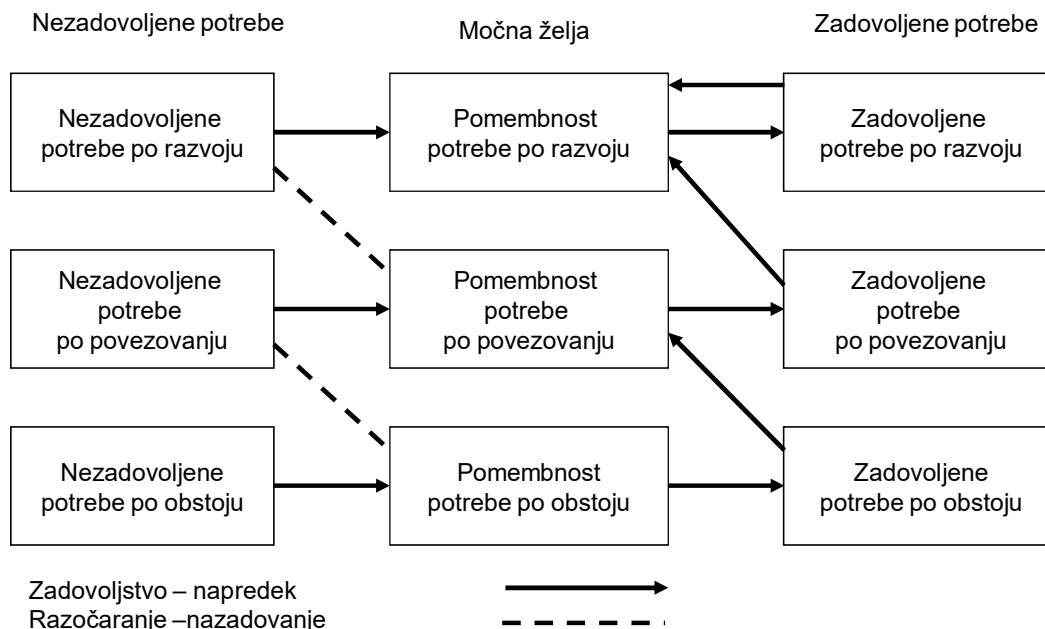 Nezadovoljene potrebe
Močna želja
Zadovoljene potrebe
Nezadovoljene
potrebe po razvoju
Pomembnost
potrebe po razvoju
Zadovoljene
potrebe po razvoju
Nezadovoljene
potrebe
po povezovanju
Pomembnost
potrebe
po povezovanju
Zadovoljene
potrebe
po povezovanju
Nezadovoljene
potrebe po obstoju
Pomembnost
potrebe po obstoju
Zadovoljene
potrebe po obstoju
Zadovoljstvo – napredek
Razočaranje –nazadovanje